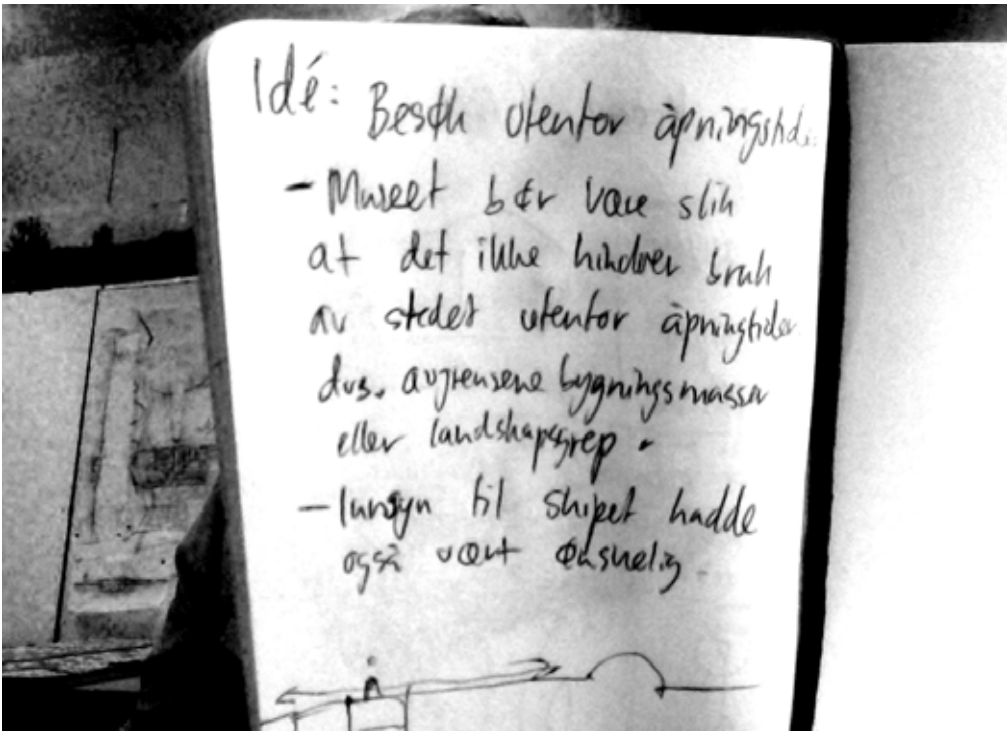 Idé: Besøk utenfor åpningstid.
- Museet bør være slik
at det ikke hindrer bruk
av stedet utenfor åpningstider
dvs. avgrensene bygningsmasser
eller landskapsgrep.
- Innsyn til skipet hadde
også vært ønskelig.